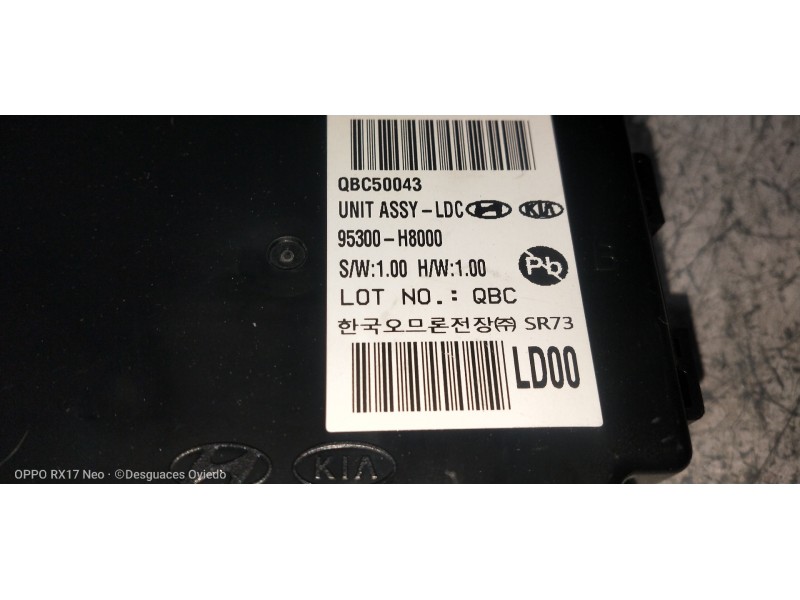 QBC50043
UNIT ASSY-LDC KIA
95300-H8000
S/W:1.00 H/W:1.00 Pb
LOT NO.: QBC
한국오므론전장㈜ SR73
LD00
B
KIA
OPPO RX17 Neo · ©Desguaces Oviedo